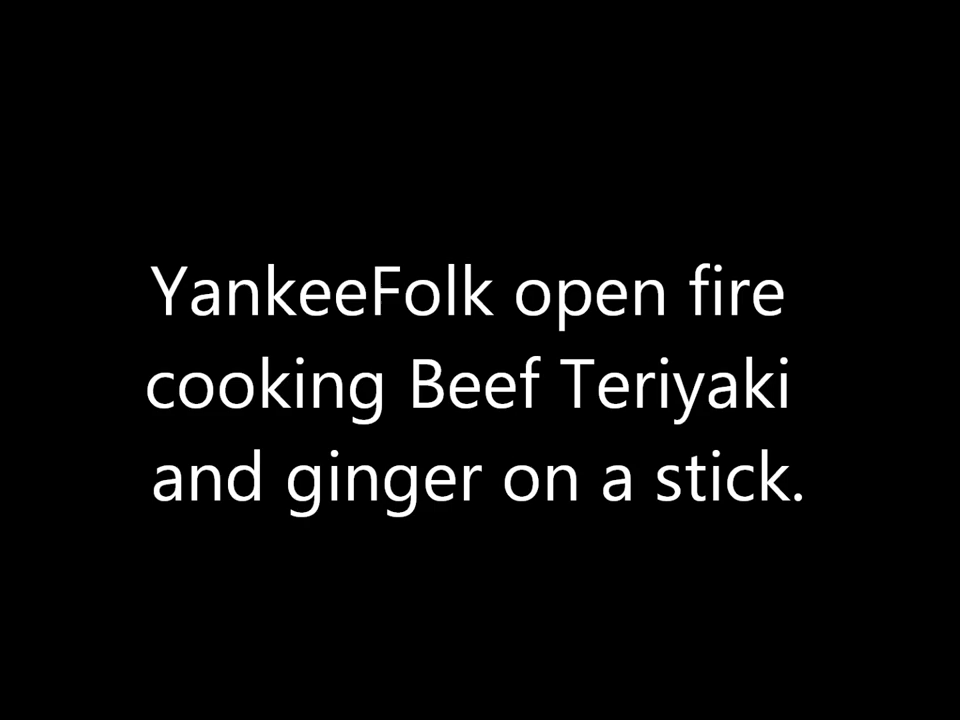 YankeeFolk open fire
cooking Beef Teriyaki
and ginger on a stick.